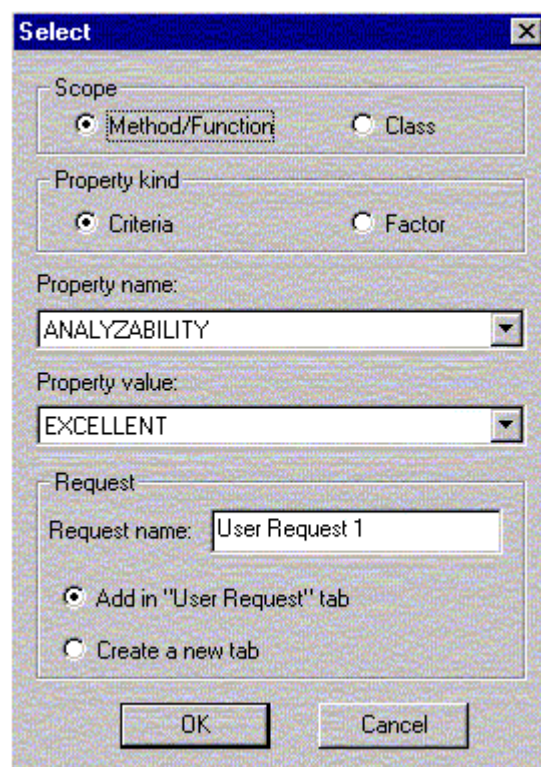 Select
Scope
Method/Function Class
Property kind
Criteria Factor
Property name:
ANALYZABILITY
Property value:
EXCELLENT
Request
Request name: User Request 1
Add in "User Request" tab
Create a new tab
OK Cancel